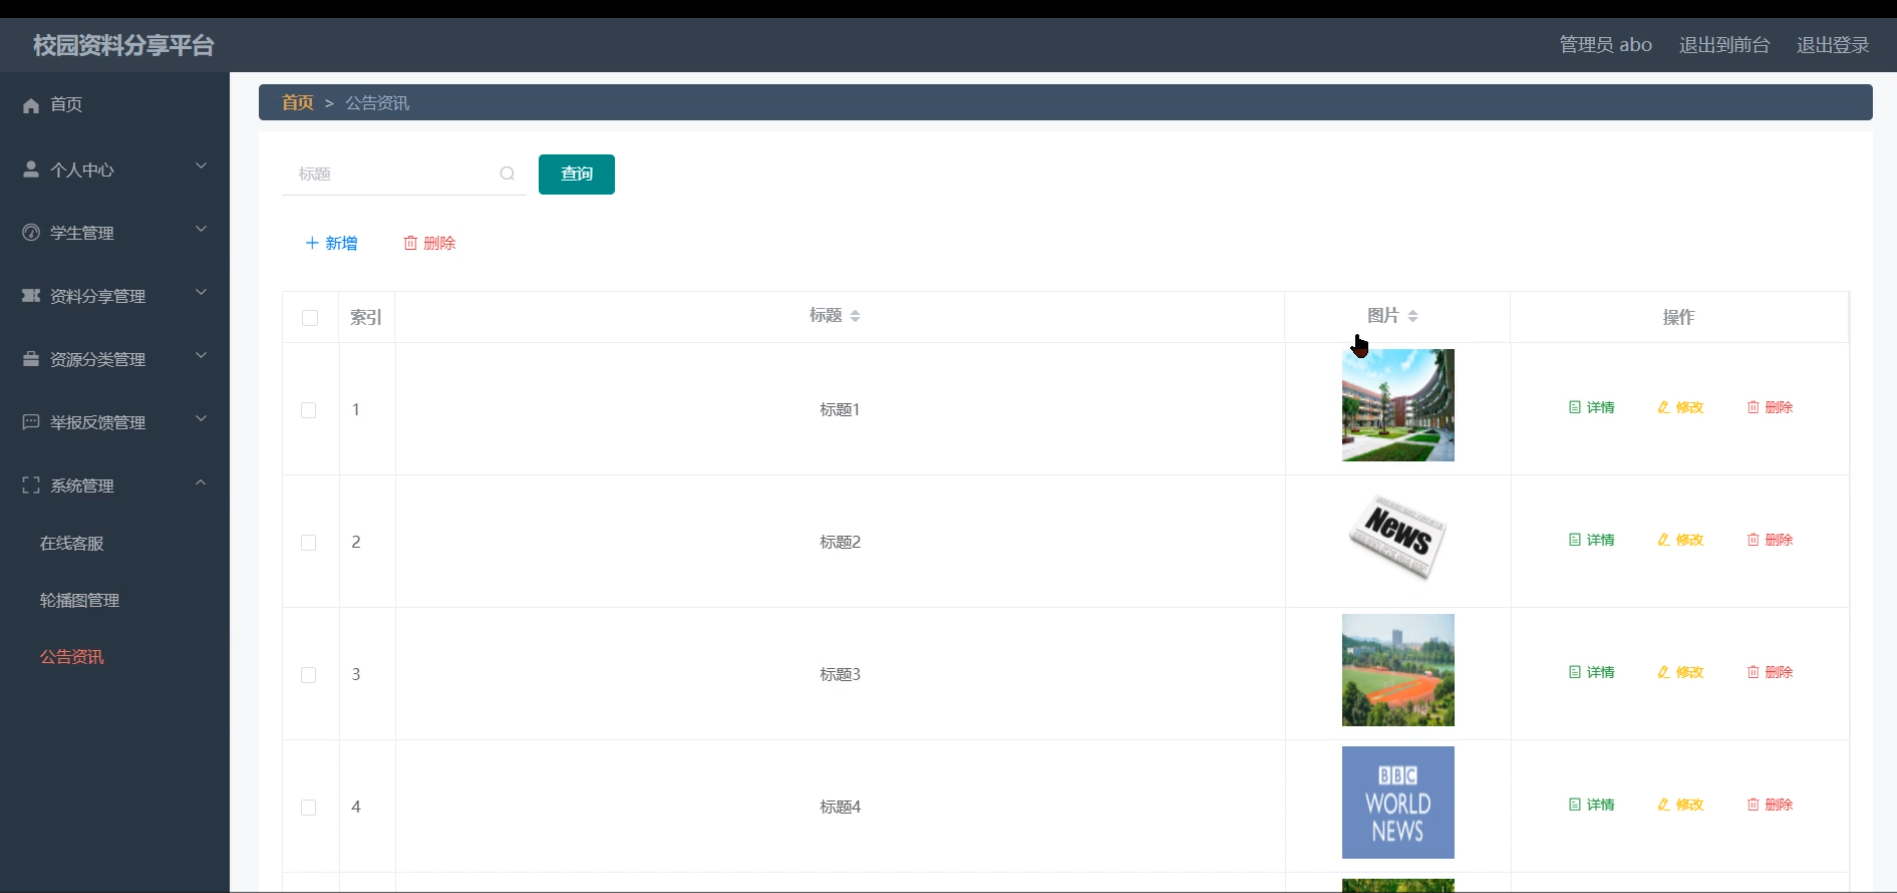 校园资料分享平台
管理员 abo 退出到前台 退出登录
首页
个人中心
学生管理
资料分享管理
资源分类管理
举报反馈管理
系统管理
在线客服
轮播图管理
公告资讯
首页 > 公告资讯
标题 查询
+ 新增 删除
索引 标题 图片 操作
1 标题1 详情 修改 删除
2 标题2 News 详情 修改 删除
3 标题3 详情 修改 删除
4 标题4 BBC WORLD NEWS 详情 修改 删除